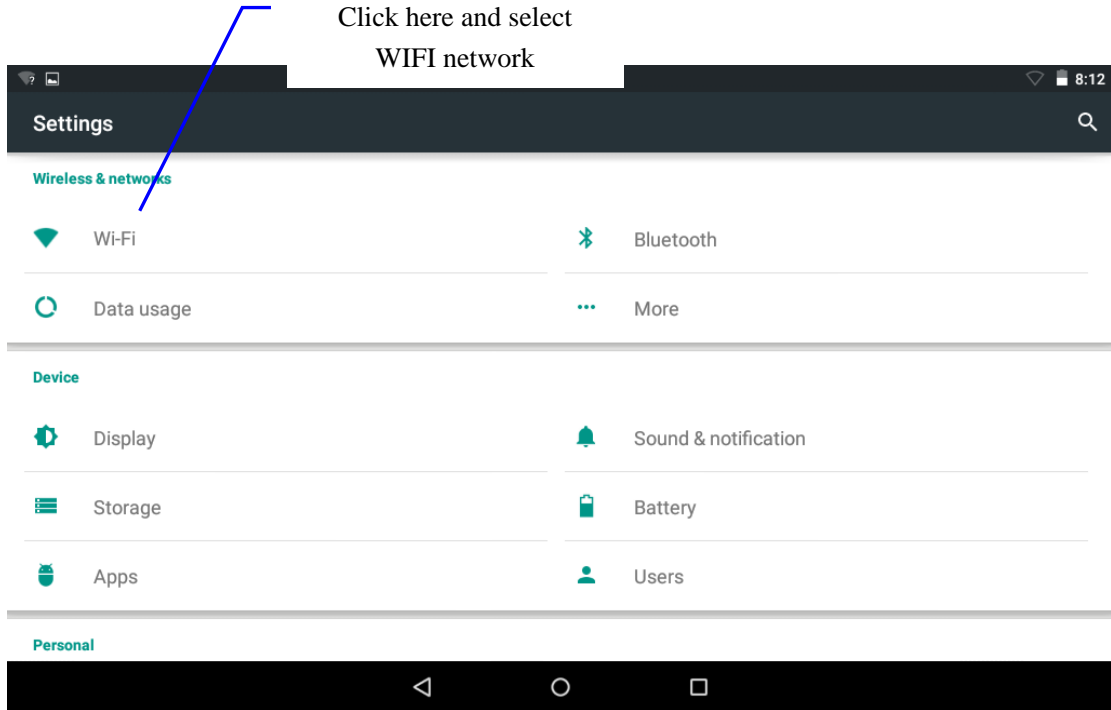 Click here and select
WIFI network
8:12
Settings
Wireless & networks
Wi-Fi
Bluetooth
Data usage
More
Device
Display
Sound & notification
Storage
Battery
Apps
Users
Personal